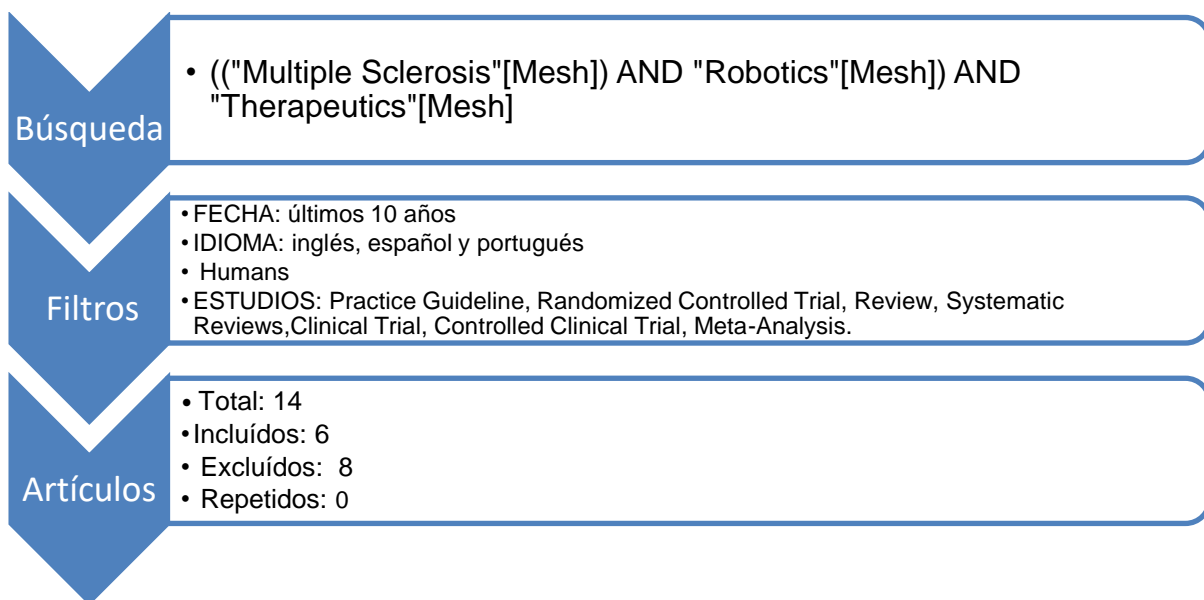 Búsqueda
• (("Multiple Sclerosis"[Mesh]) AND "Robotics"[Mesh]) AND
"Therapeutics"[Mesh]
Filtros
• FECHA: últimos 10 años
• IDIOMA: inglés, español y portugués
• Humans
• ESTUDIOS: Practice Guideline, Randomized Controlled Trial, Review, Systematic
Reviews,Clinical Trial, Controlled Clinical Trial, Meta-Analysis.
Artículos
• Total: 14
• Incluídos: 6
• Excluídos: 8
• Repetidos: 0